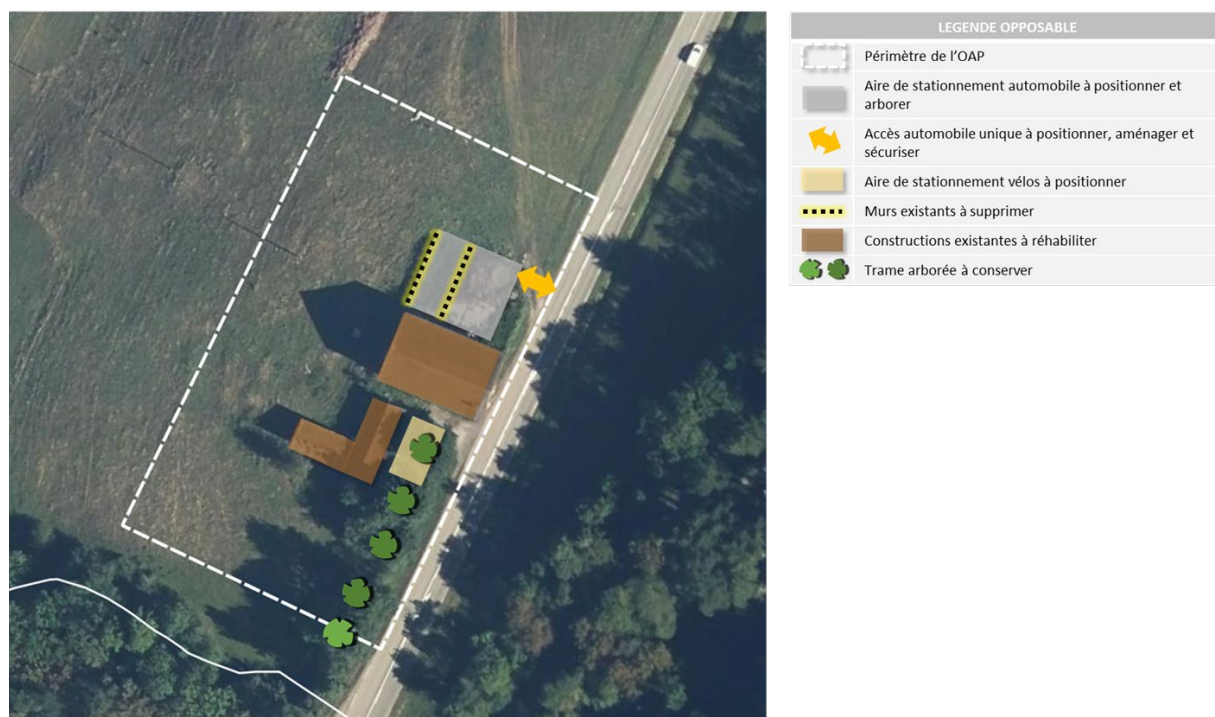 LEGENDE OPPOSABLE
Périmètre de l'OAP
Aire de stationnement automobile à positionner et
arborer
Accès automobile unique à positionner, aménager et
sécuriser
Aire de stationnement vélos à positionner
Murs existants à supprimer
Constructions existantes à réhabiliter
Trame arborée à conserver